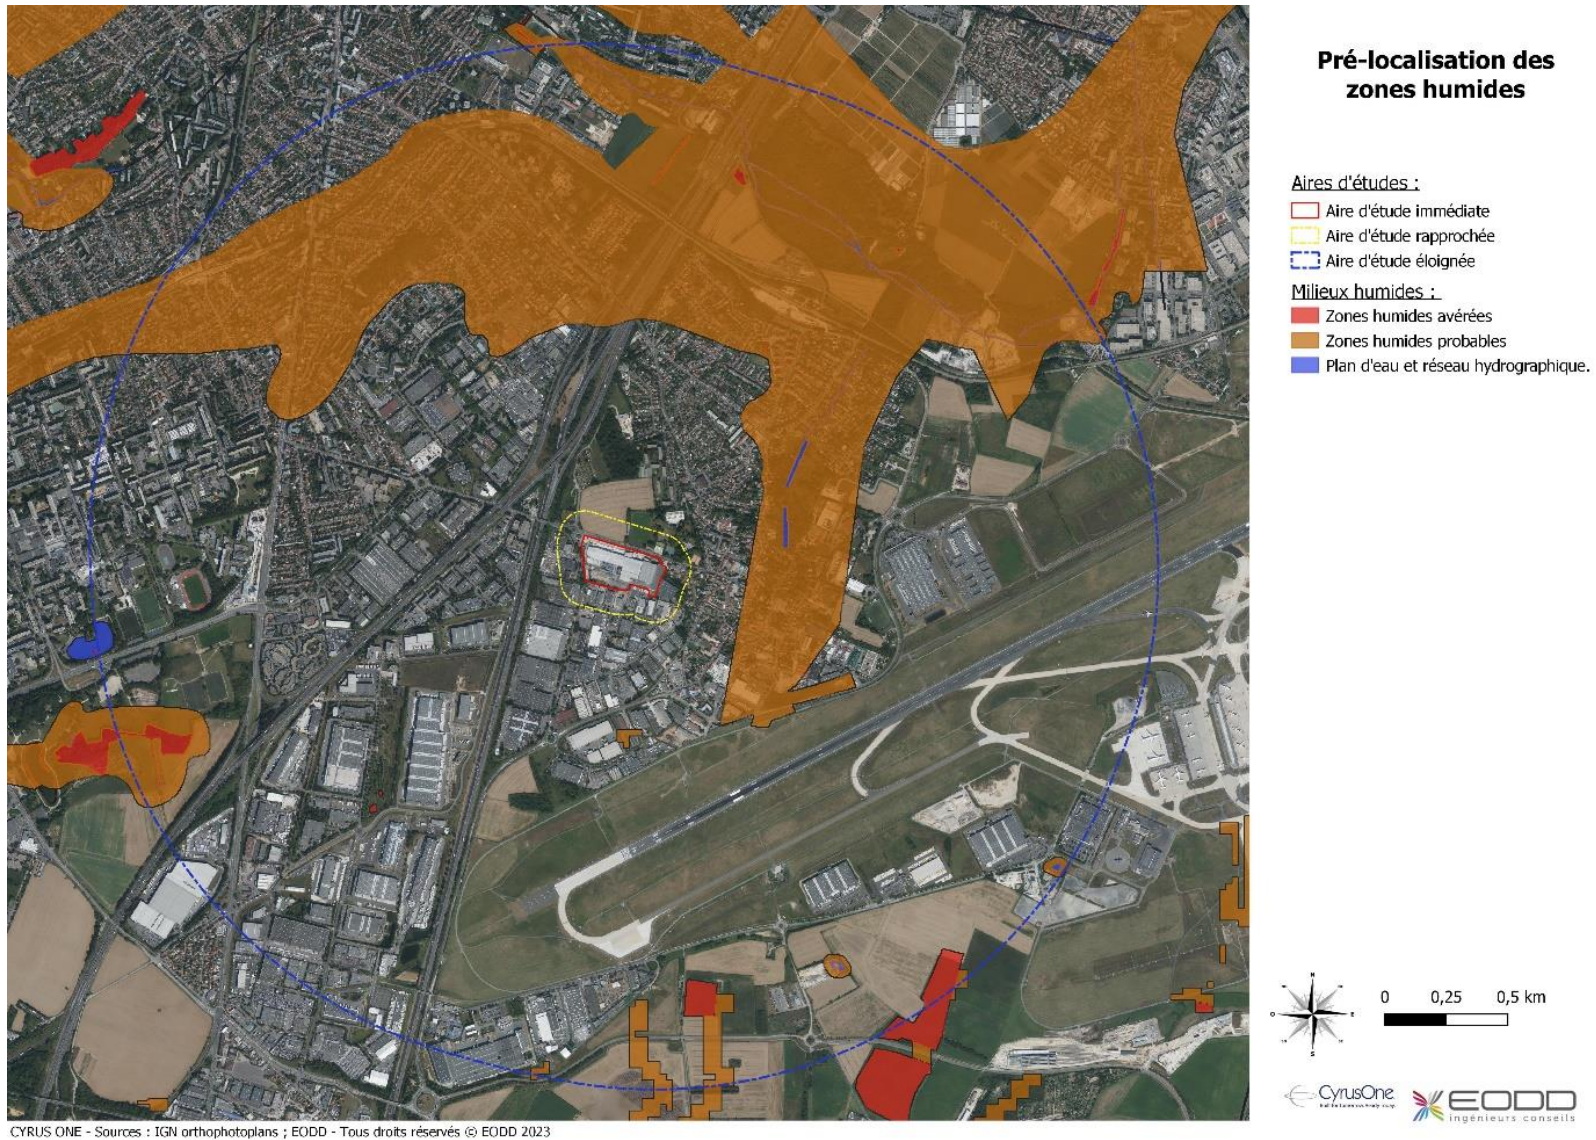 Pré-localisation des
zones humides
Aires d'études :
Aire d'étude immédiate
Aire d'étude rapprochée
Aire d'étude éloignée
Milieux humides :
Zones humides avérées
Zones humides probables
Plan d'eau et réseau hydrographique.
N
O
E
S
0 0,25 0,5 km
CyrusOne
EODD
ingénieurs conseils
CYRUS ONE - Sources : IGN orthophotoplans ; EODD - Tous droits réservés © EODD 2023